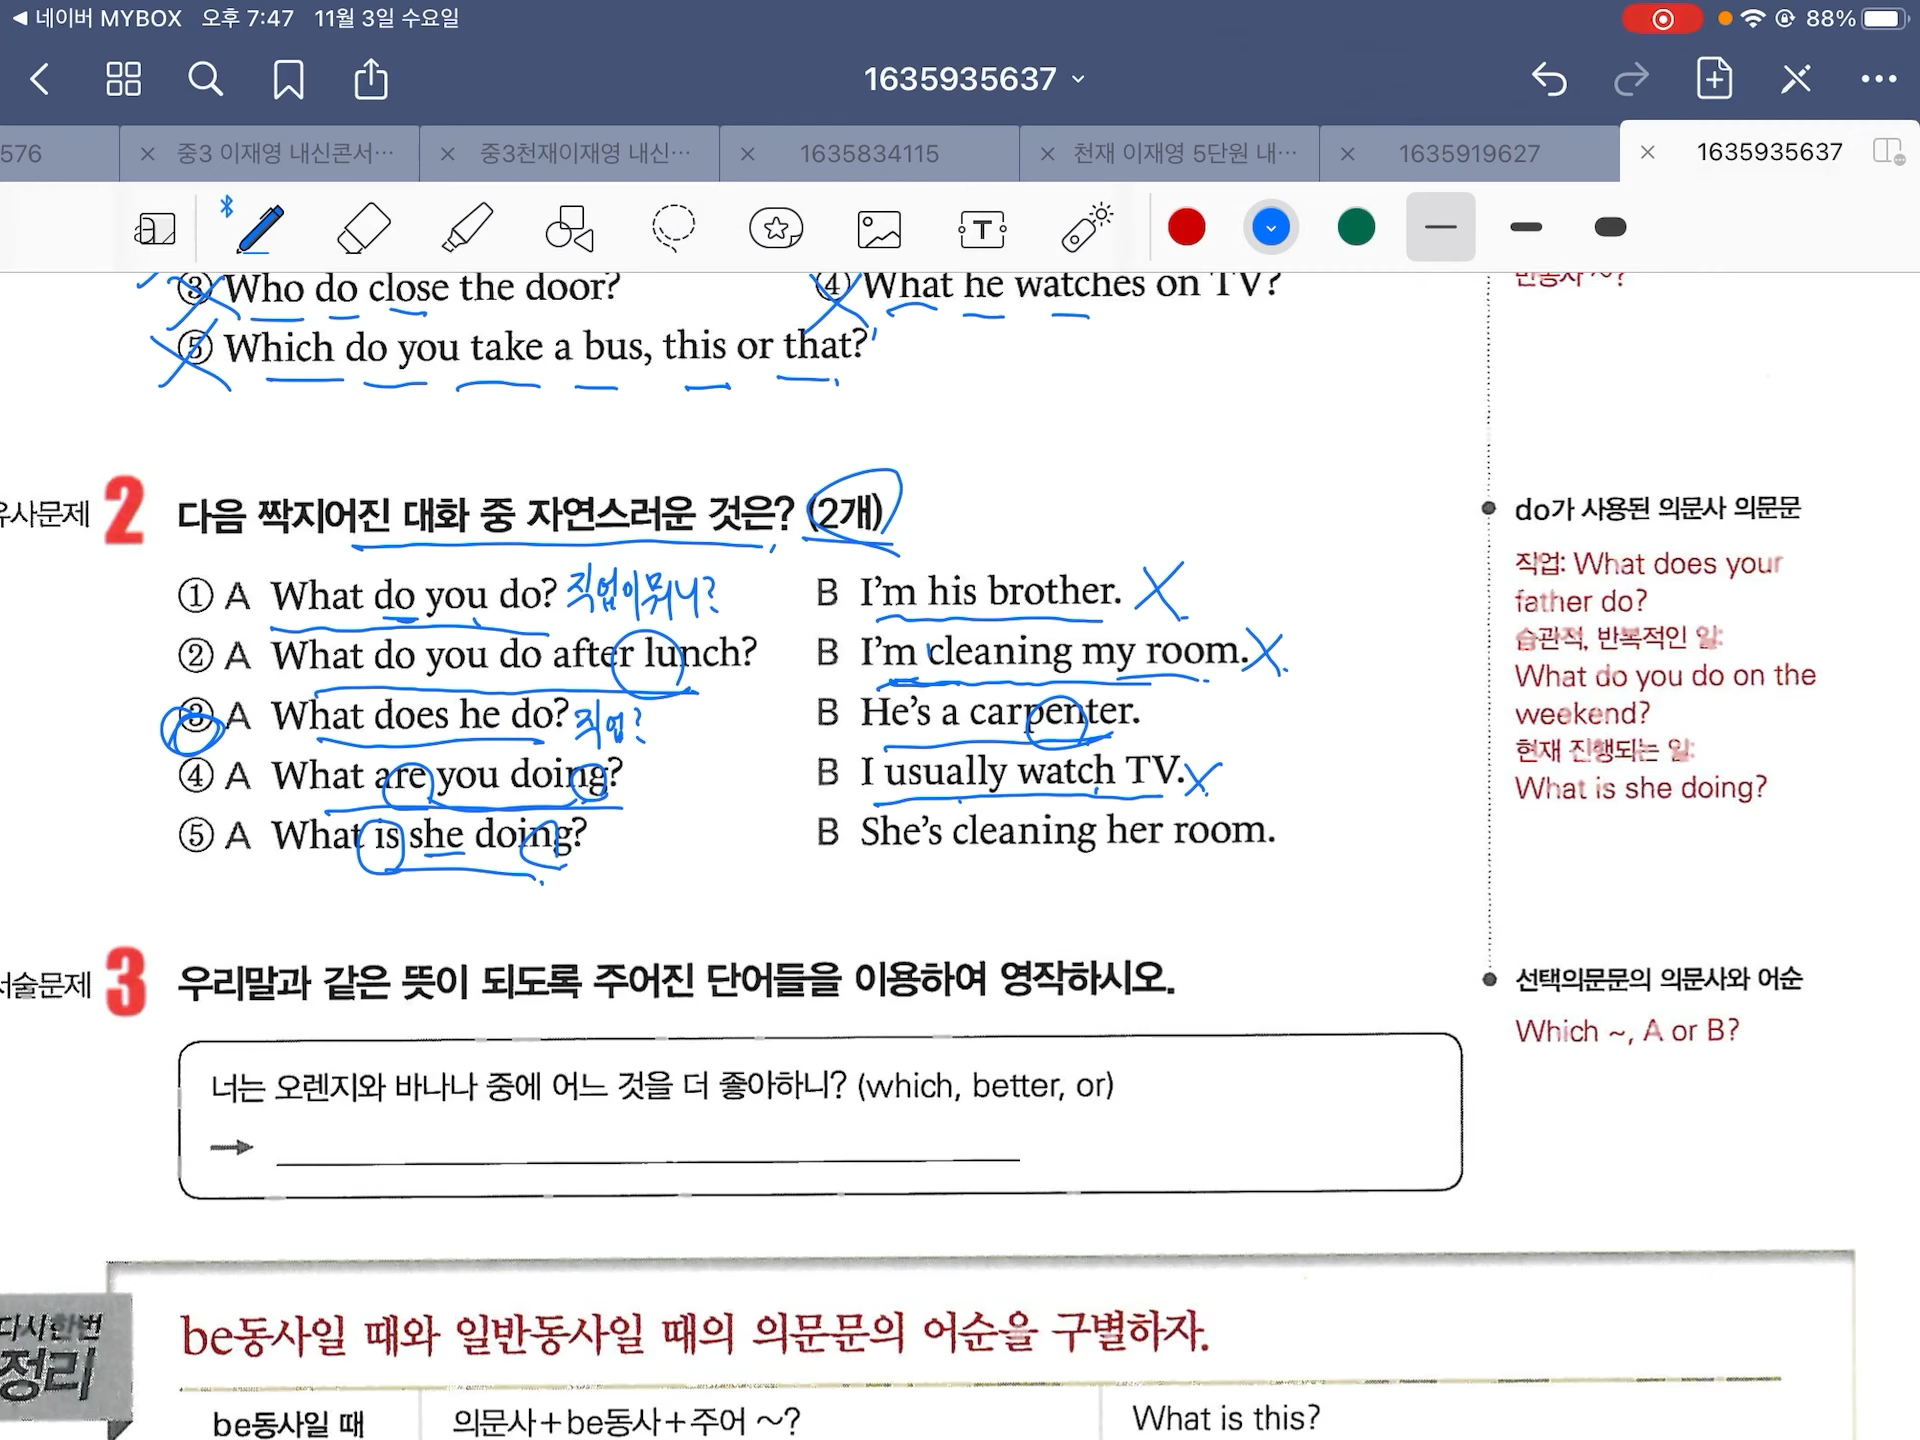 ◀ 네이버 MYBOX 오후 7:47 11월 3일 수요일 88%
1635935637
576 중3 이재영 내신콘서… 중3천재이재영 내신… 1635834115 천재 이재영 5단원 내… 1635919627 1635935637
③ Who do close the door? ④ What he watches on TV?
⑤ Which do you take a bus, this or that?
유사문제 2 다음 짝지어진 대화 중 자연스러운 것은? (2개)
① A What do you do? 직업이 뭐니? B I'm his brother. X
② A What do you do after lunch? B I'm cleaning my room. X
③ A What does he do? 직업? B He's a carpenter.
④ A What are you doing? B I usually watch TV. X
⑤ A What is she doing? B She's cleaning her room.
do가 사용된 의문사 의문문
직업: What does your
father do?
습관적, 반복적인 일:
What do you do on the
weekend?
현재 진행되는 일:
What is she doing?
서술문제 3 우리말과 같은 뜻이 되도록 주어진 단어들을 이용하여 영작하시오.
너는 오렌지와 바나나 중에 어느 것을 더 좋아하니? (which, better, or)
→
선택의문문의 의문사와 어순
Which ~, A or B?
다시 한번
정리
be동사일 때와 일반동사일 때의 의문문의 어순을 구별하자.
be동사일 때 의문사+be동사+주어 ~? What is this?